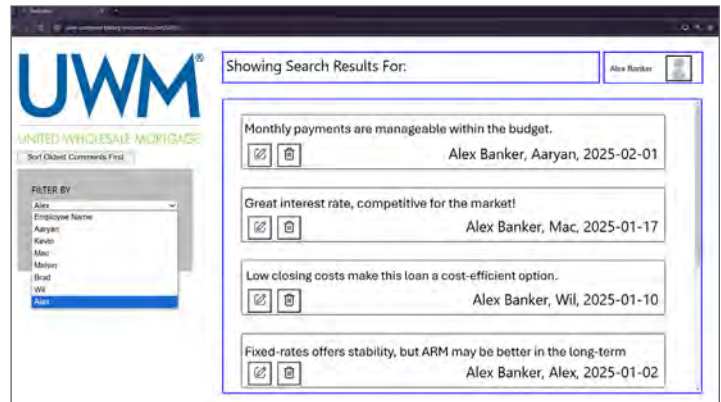 UWM®
UNITED WHOLESALE MORTGAGE
Sort Oldest Comments First
FILTER BY
Alex
Employee Name
Aaryan
Kevin
Mac
Melvin
Brad
Wil
Alex
Showing Search Results For:
Alex Banker
Monthly payments are manageable within the budget.
Alex Banker, Aaryan, 2025-02-01
Great interest rate, competitive for the market!
Alex Banker, Mac, 2025-01-17
Low closing costs make this loan a cost-efficient option.
Alex Banker, Wil, 2025-01-10
Fixed-rates offers stability, but ARM may be better in the long-term
Alex Banker, Alex, 2025-01-02